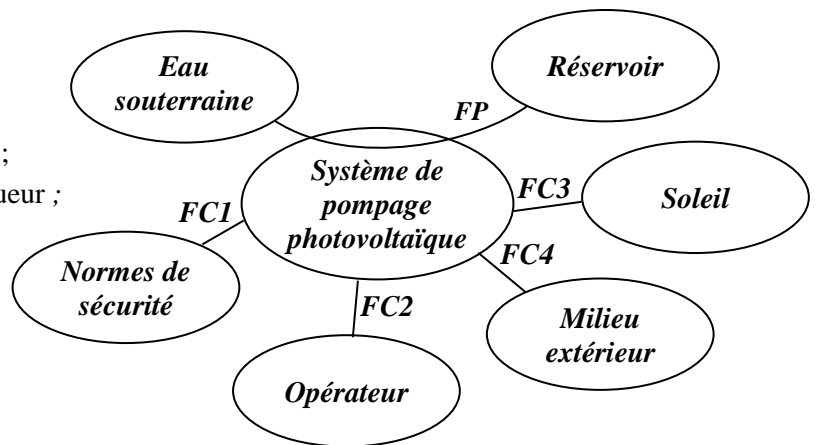 Eau
souterraine
Réservoir
FP
;
ueur ;
Système de
pompage
photovoltaïque
FC1
FC3
Soleil
FC4
Normes de
sécurité
FC2
Milieu
extérieur
Opérateur